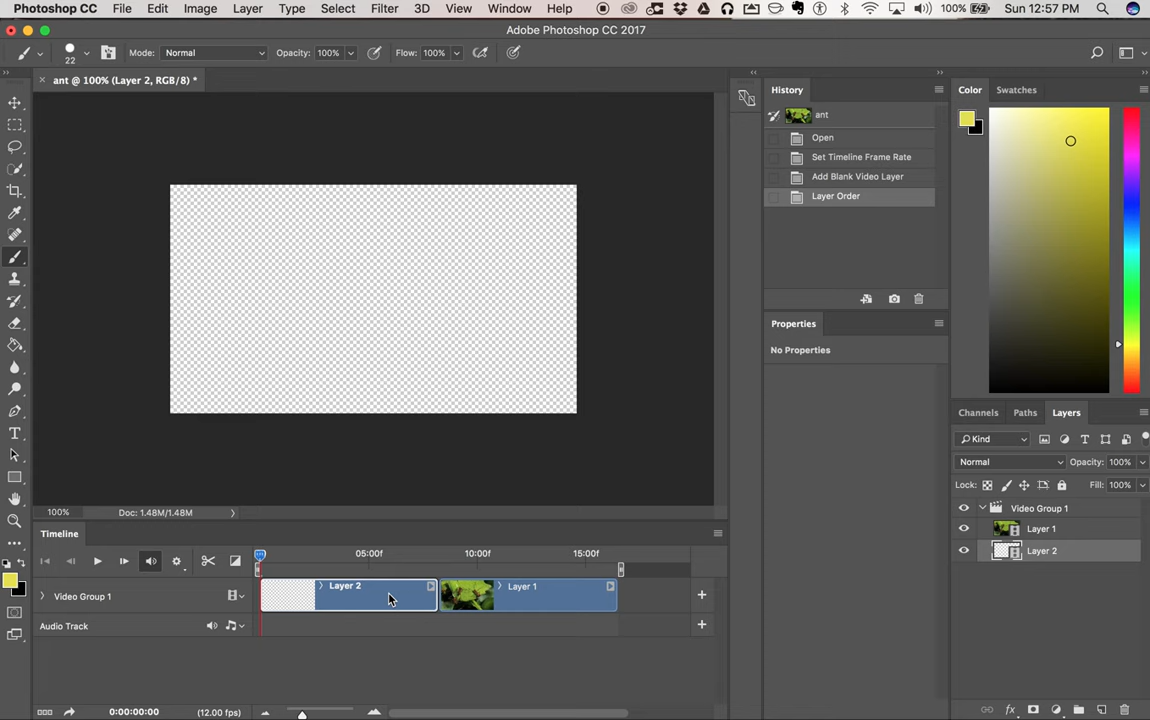 Photoshop CC File Edit Image Layer Type Select Filter 3D View Window Help 100% Sun 12:57 PM
Adobe Photoshop CC 2017
22 Mode: Normal Opacity: 100% Flow: 100%
ant @ 100% (Layer 2, RGB/8) *
History
ant
Open
Set Timeline Frame Rate
Add Blank Video Layer
Layer Order
Properties
No Properties
Color Swatches
Channels Paths Layers
Kind
Normal Opacity: 100%
Lock: Fill: 100%
Video Group 1
Layer 1
Layer 2
100% Doc: 1.48M/1.48M
Timeline
05:00f 10:00f 15:00f
Video Group 1 Layer 2 Layer 1
Audio Track
0:00:00:00 (12.00 fps)